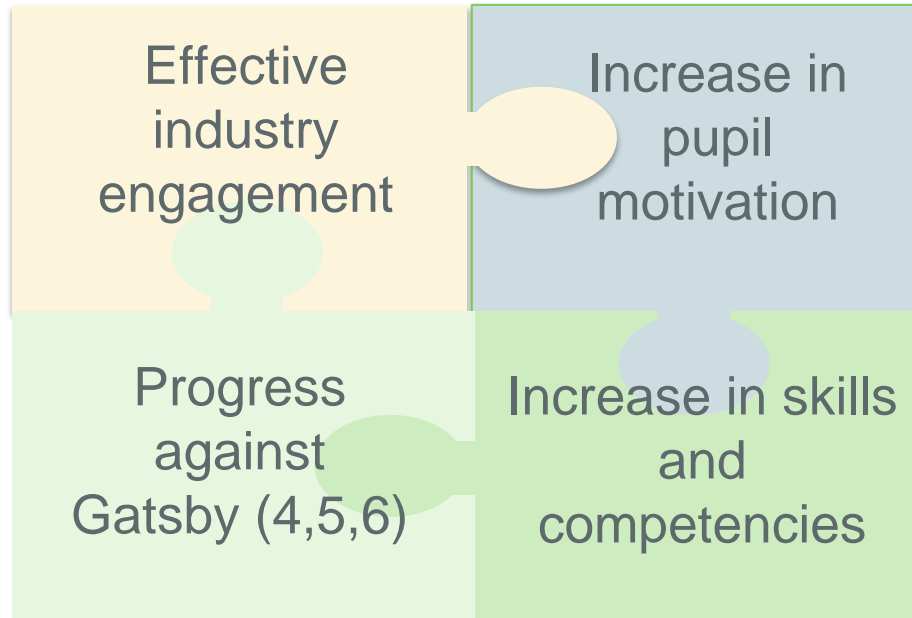 Effective
industry
engagement
Increase in
pupil
motivation
Progress
against
Gatsby (4,5,6)
Increase in skills
and
competencies